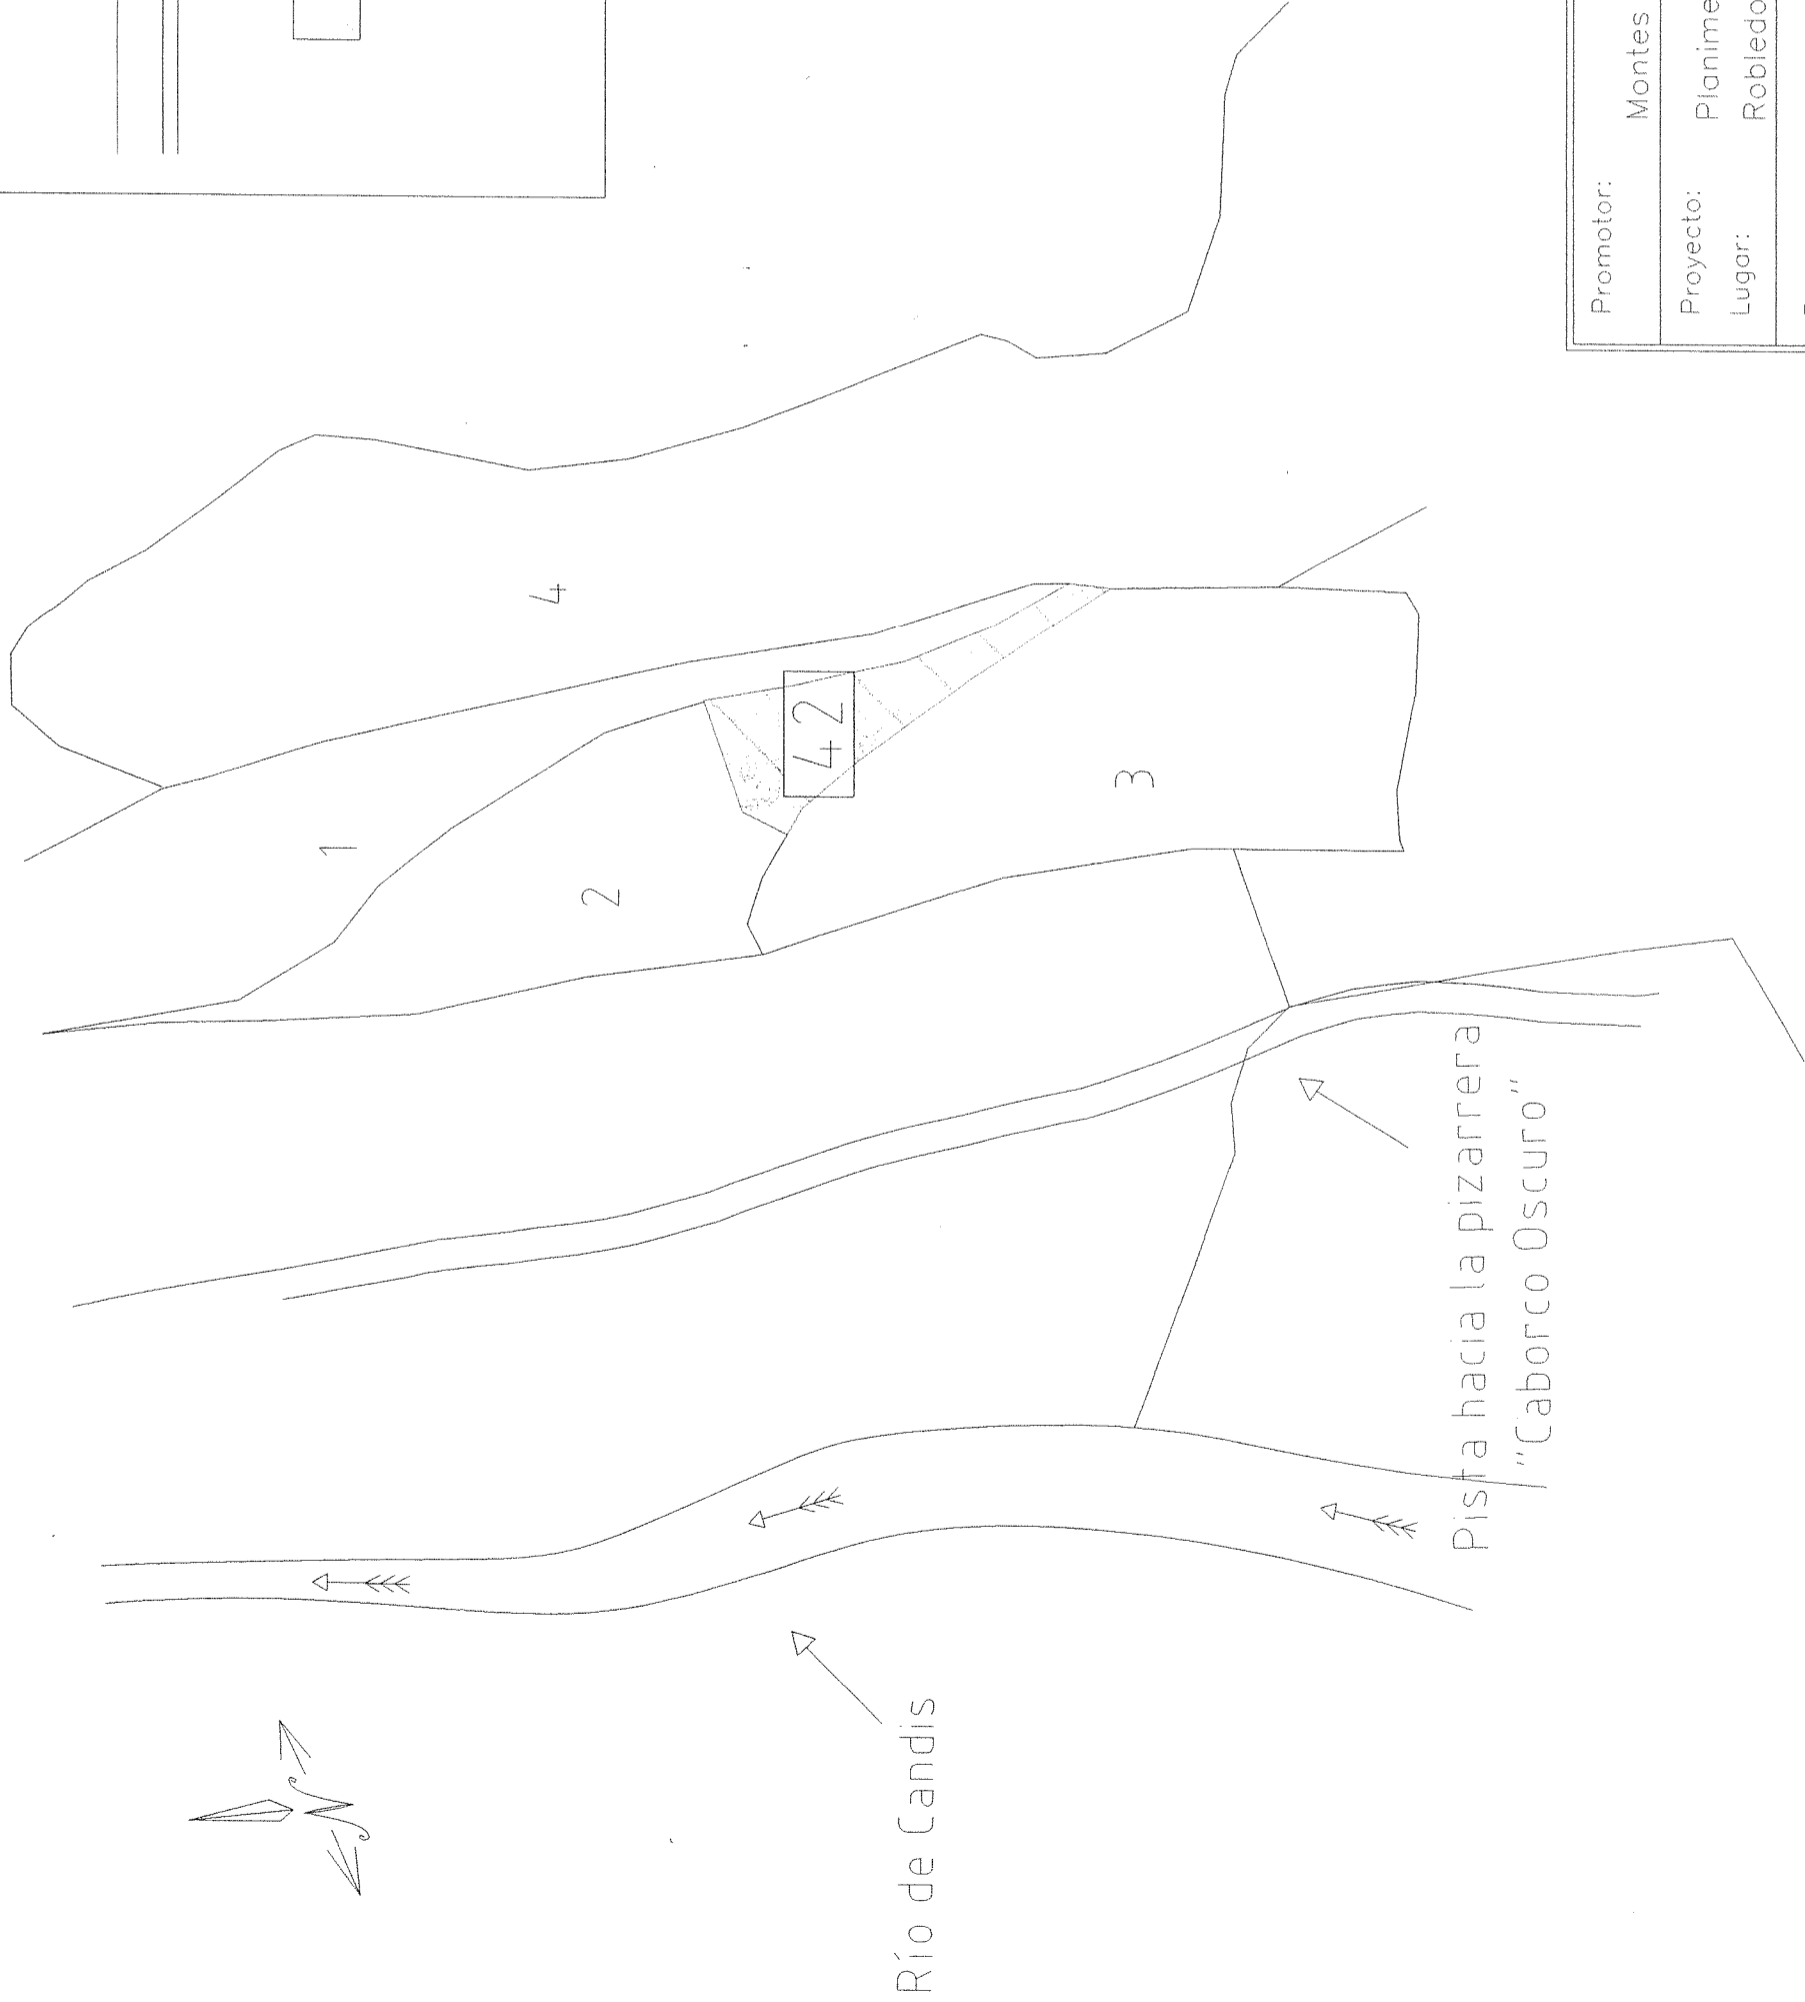 4
1
42
2
3
Pista hacia la pizarrera
"Caborco Oscuro"
Río de Candis
N
Promotor:
Montes
Proyecto: Planime
Lugar: Robledo